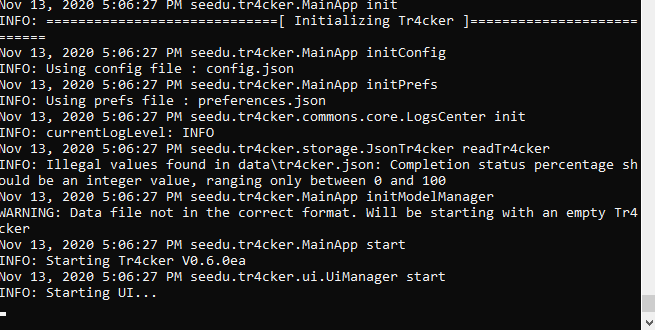 Nov 13, 2020 5:06:27 PM seedu.tr4cker.MainApp init
INFO: =============================[ Initializing Tr4cker ]=====================
======
Nov 13, 2020 5:06:27 PM seedu.tr4cker.MainApp initConfig
INFO: Using config file : config.json
Nov 13, 2020 5:06:27 PM seedu.tr4cker.MainApp initPrefs
INFO: Using prefs file : preferences.json
Nov 13, 2020 5:06:27 PM seedu.tr4cker.commons.core.LogsCenter init
INFO: currentLogLevel: INFO
Nov 13, 2020 5:06:27 PM seedu.tr4cker.storage.JsonTr4cker readTr4cker
INFO: Illegal values found in data\tr4cker.json: Completion status percentage sh
ould be an integer value, ranging only between 0 and 100
Nov 13, 2020 5:06:27 PM seedu.tr4cker.MainApp initModelManager
WARNING: Data file not in the correct format. Will be starting with an empty Tr4
cker
Nov 13, 2020 5:06:27 PM seedu.tr4cker.MainApp start
INFO: Starting Tr4cker V0.6.0ea
Nov 13, 2020 5:06:27 PM seedu.tr4cker.ui.UiManager start
INFO: Starting UI...